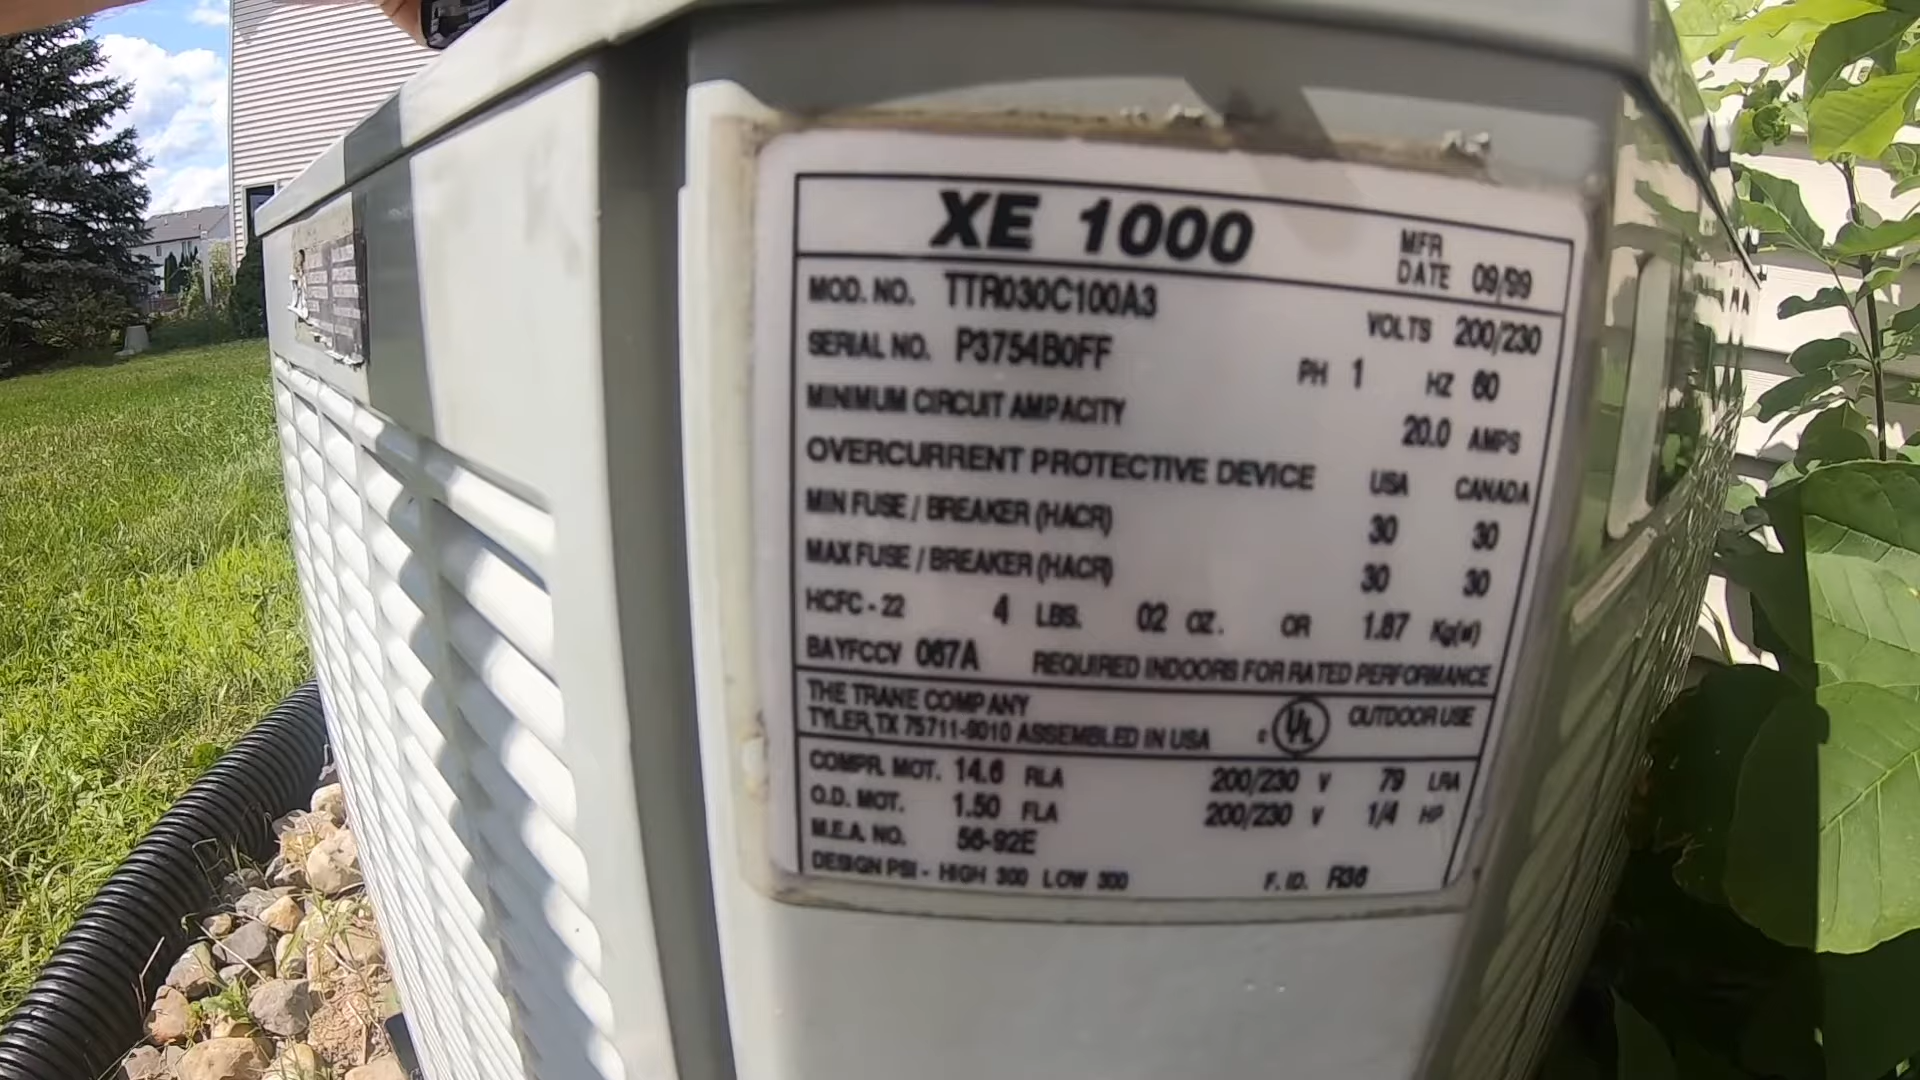 XE 1000
MFR
DATE 09/99
MOD. NO. TTR030C100A3
VOLTS 200/230
SERIAL NO. P3754B0FF
PH 1 HZ 60
MINIMUM CIRCUIT AMPACITY 20.0 AMPS
OVERCURRENT PROTECTIVE DEVICE USA CANADA
MIN FUSE / BREAKER (HACR) 30 30
MAX FUSE / BREAKER (HACR) 30 30
HCFC - 22 4 LBS. 02 OZ. OR 1.87 Kg(s)
BAYFCCV 067A REQUIRED INDOORS FOR RATED PERFORMANCE
THE TRANE COMPANY
TYLER, TX 75711-9010 ASSEMBLED IN USA
c UL OUTDOOR USE
COMPR. MOT. 14.6 RLA 200/230 V 79 LRA
O.D. MOT. 1.50 FLA 200/230 V 1/4 HP
M.E.A. NO. 56-92E
DESIGN PSI - HIGH 300 LOW 300 F. ID. R36